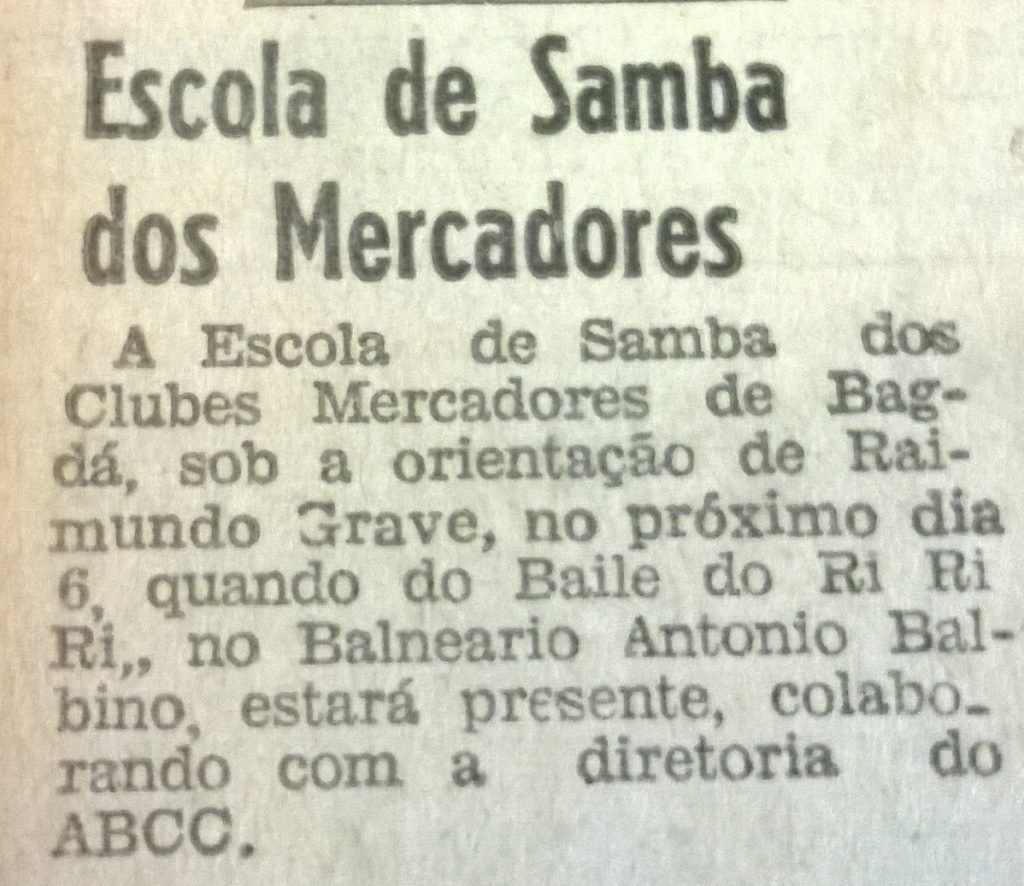 Escola de Samba
dos Mercadores
A Escola de Samba dos
Clubes Mercadores de Bag-
dá, sob a orientação de Rai-
mundo Grave, no próximo dia
6, quando do Baile do Ri Ri
Ri,, no Balneario Antonio Bal-
bino, estará presente, colabo-
rando com a diretoria do
ABCC.